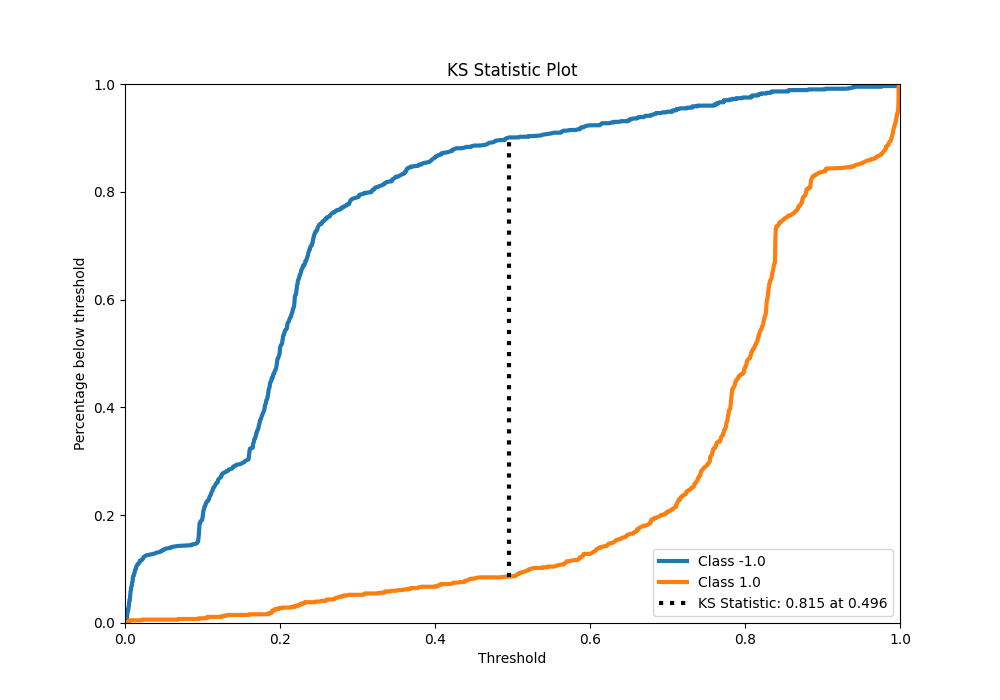 KS Statistic Plot
1.0
0.8
0.6
0.4
0.2
0.0
Percentage below threshold
0.0 0.2 0.4 0.6 0.8 1.0
Threshold
Class -1.0
Class 1.0
KS Statistic: 0.815 at 0.496